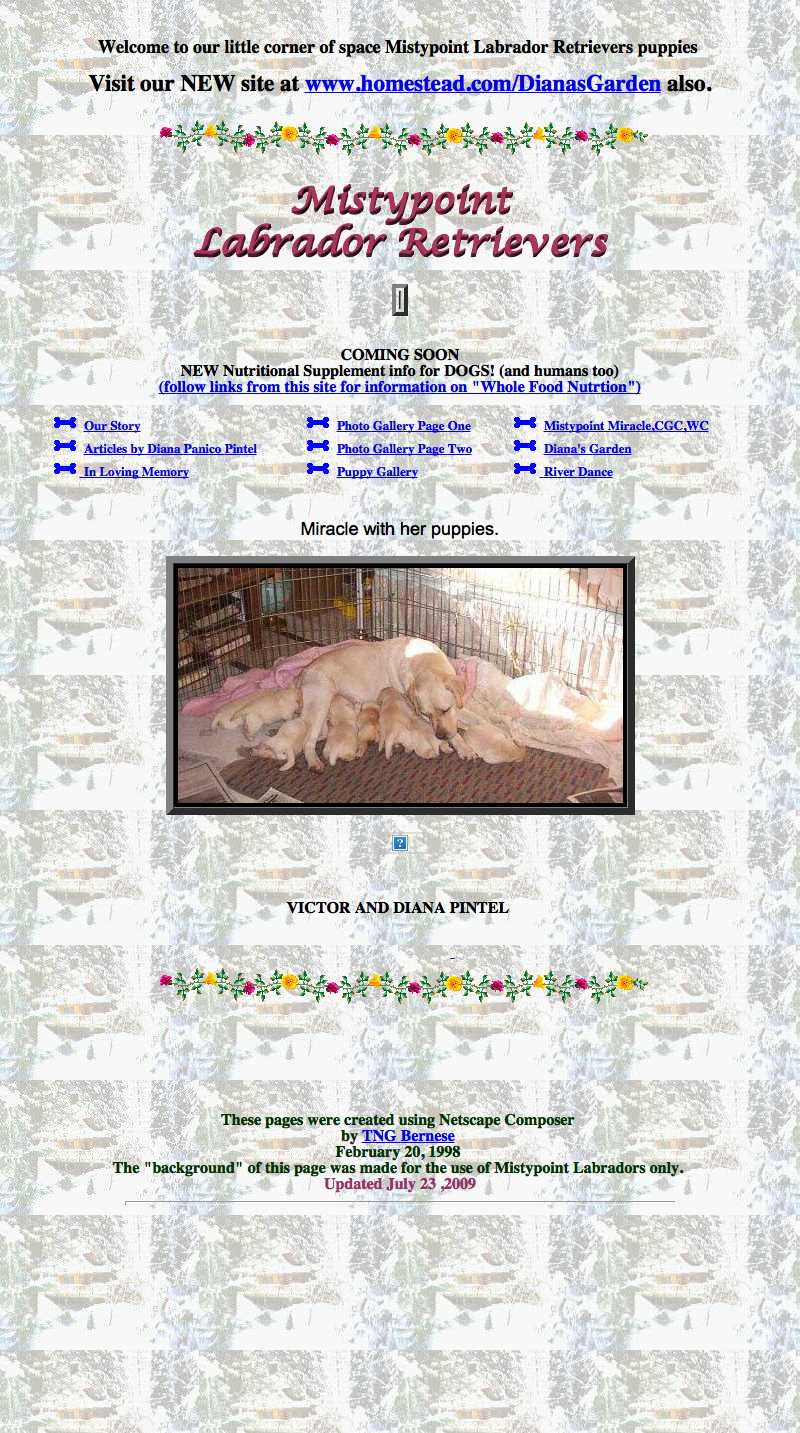 Welcome to our little corner of space Mistypoint Labrador Retrievers puppies
Visit our NEW site at www.homestead.com/DianasGarden also.
Mistypoint
Labrador Retrievers
COMING SOON
NEW Nutritional Supplement info for DOGS! (and humans too)
(follow links from this site for information on "Whole Food Nutrtion")
Our Story
Photo Gallery Page One
Mistypoint Miracle,CGC,WC
Articles by Diana Panico Pintel
Photo Gallery Page Two
Diana's Garden
In Loving Memory
Puppy Gallery
River Dance
Miracle with her puppies.
?
VICTOR AND DIANA PINTEL
These pages were created using Netscape Composer
by TNG Bernese
February 20, 1998
The "background" of this page was made for the use of Mistypoint Labradors only.
Updated July 23 ,2009